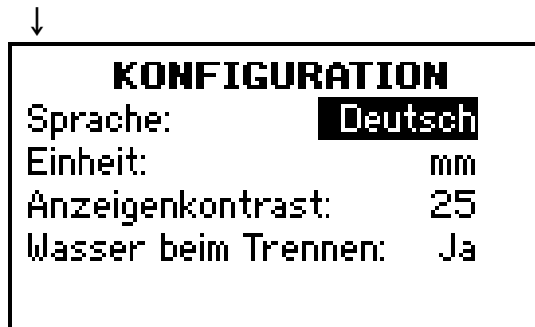 ↓
KONFIGURATION
Sprache: Deutsch
Einheit: mm
Anzeigenkontrast: 25
Wasser beim Trennen: Ja